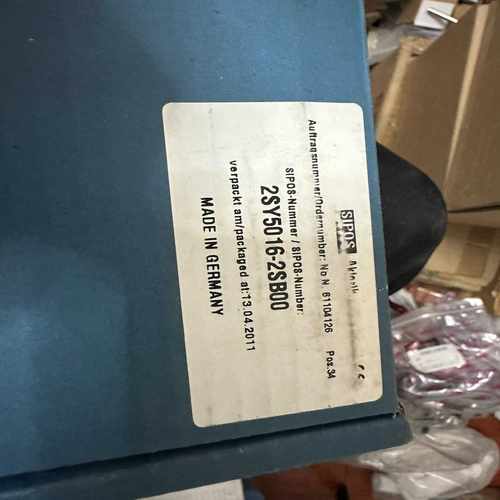 SIPOS Aktorik
Auftragsnummer/Ordernumber: No N. 61104126 Pos.34
SIPOS-Nummer / SIPOS-Number:
2SY5016-2SB00
verpackt am/packaged at:13.04.2011
MADE IN GERMANY